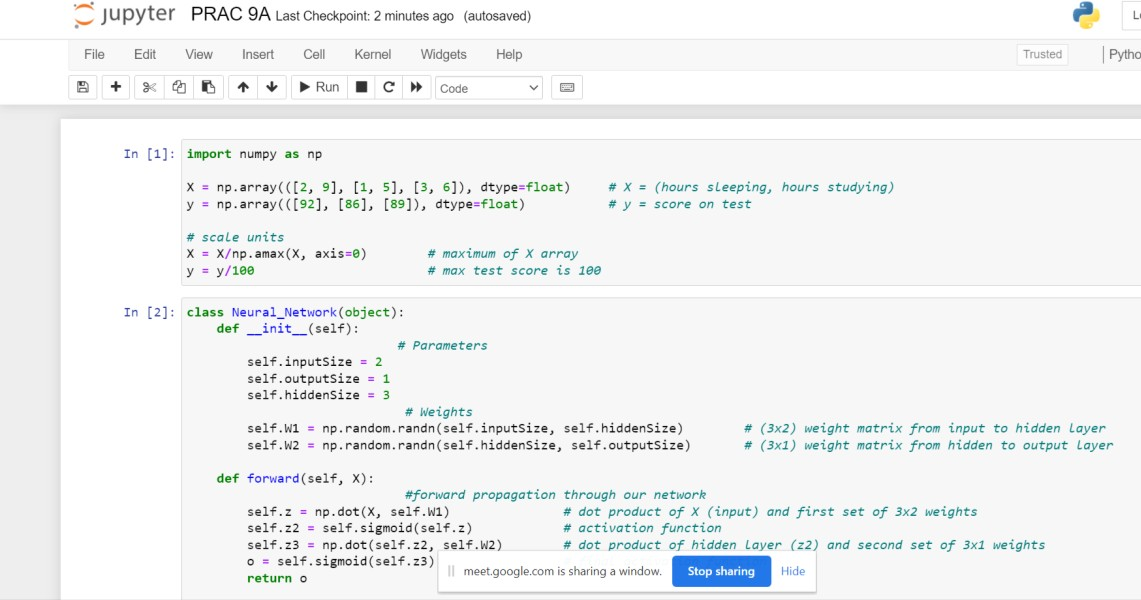 jupyter PRAC 9A Last Checkpoint: 2 minutes ago (autosaved)
File Edit View Insert Cell Kernel Widgets Help Trusted Pytho
Run Code
In [1]: import numpy as np
X = np.array(([2, 9], [1, 5], [3, 6]), dtype=float) # X = (hours sleeping, hours studying)
y = np.array(([92], [86], [89]), dtype=float) # y = score on test
# scale units
X = X/np.amax(X, axis=0) # maximum of X array
y = y/100 # max test score is 100
In [2]: class Neural_Network(object):
def __init__(self):
# Parameters
self.inputSize = 2
self.outputSize = 1
self.hiddenSize = 3
# Weights
self.W1 = np.random.randn(self.inputSize, self.hiddenSize) # (3x2) weight matrix from input to hidden layer
self.W2 = np.random.randn(self.hiddenSize, self.outputSize) # (3x1) weight matrix from hidden to output layer
def forward(self, X):
#forward propagation through our network
self.z = np.dot(X, self.W1) # dot product of X (input) and first set of 3x2 weights
self.z2 = self.sigmoid(self.z) # activation function
self.z3 = np.dot(self.z2, self.W2) # dot product of hidden layer (z2) and second set of 3x1 weights
o = self.sigmoid(self.z3)
return o
meet.google.com is sharing a window. Stop sharing Hide